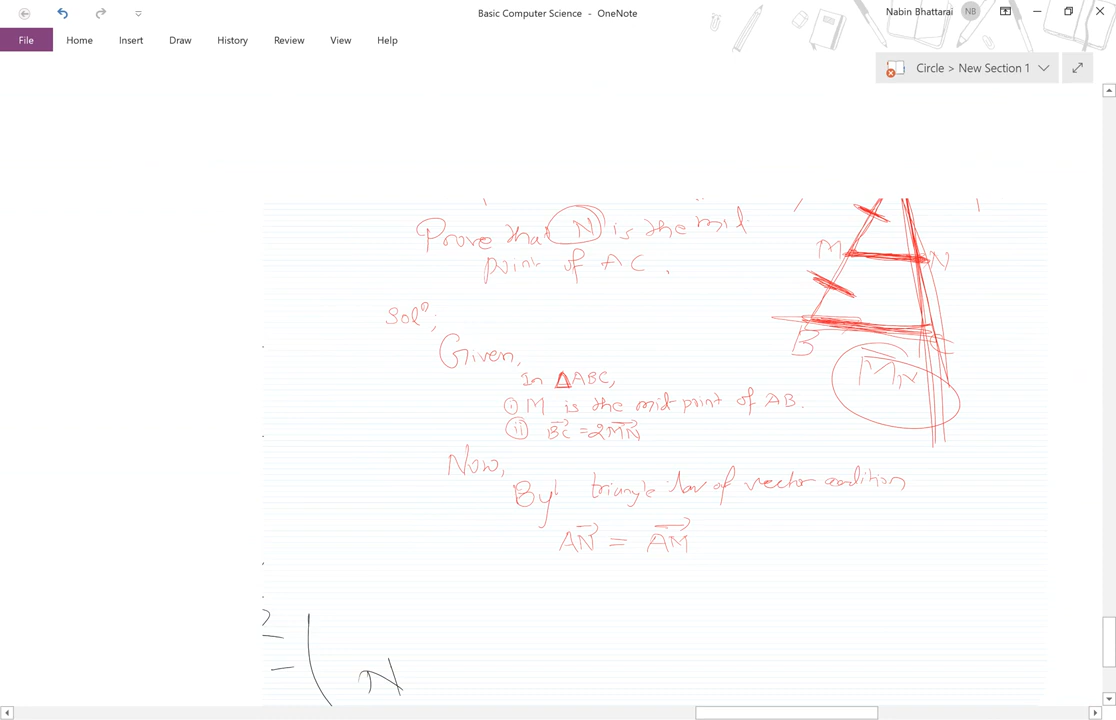 Basic Computer Science - OneNote
Nabin Bhattarai NB
File Home Insert Draw History Review View Help
Circle > New Section 1
Prove that N is the mid
point of AC.
M N
B C
MN
Solⁿ;
Given,
In ΔABC,
(i) M is the mid point of AB.
(ii) BC = 2MN
Now,
By triangle law of vector condition
AN = AM
N